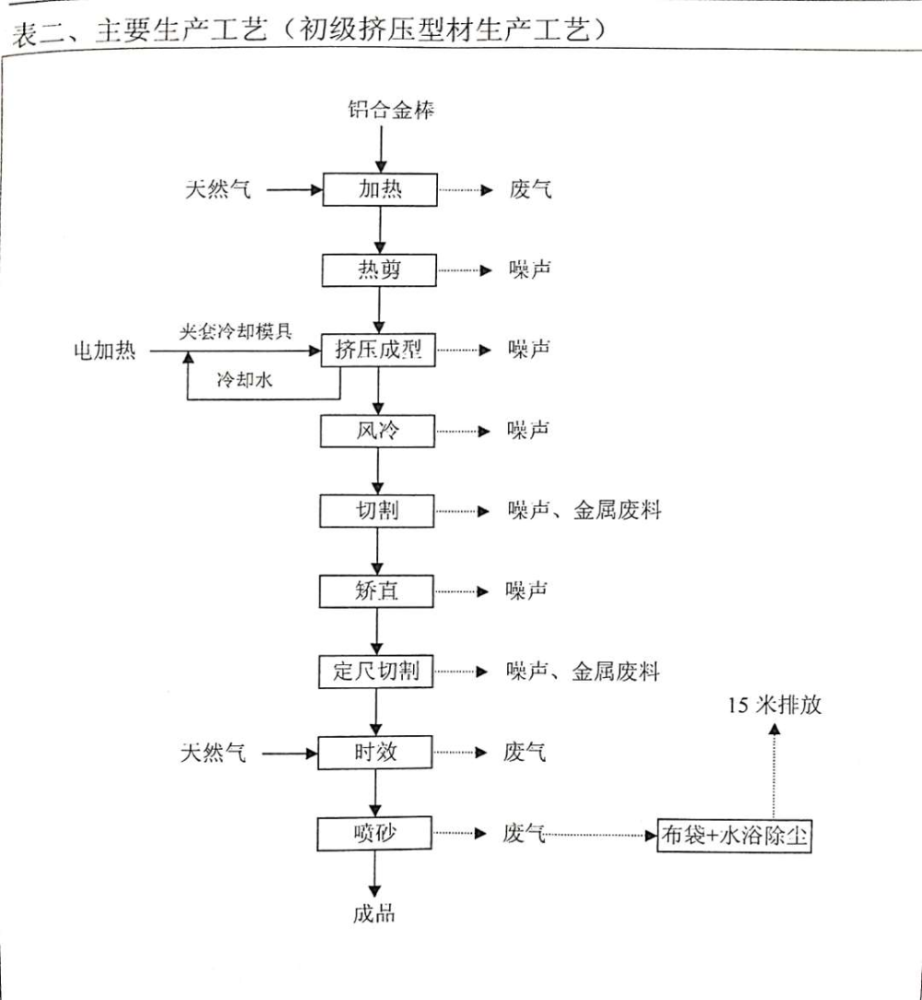 表二、主要生产工艺（初级挤压型材生产工艺）
铝合金棒
天然气 加热 废气
热剪 噪声
夹套冷却模具
电加热 挤压成型 噪声
冷却水
风冷 噪声
切割 噪声、金属废料
矫直 噪声
定尺切割 噪声、金属废料
15 米排放
天然气 时效 废气
喷砂 废气 布袋+水浴除尘
成品